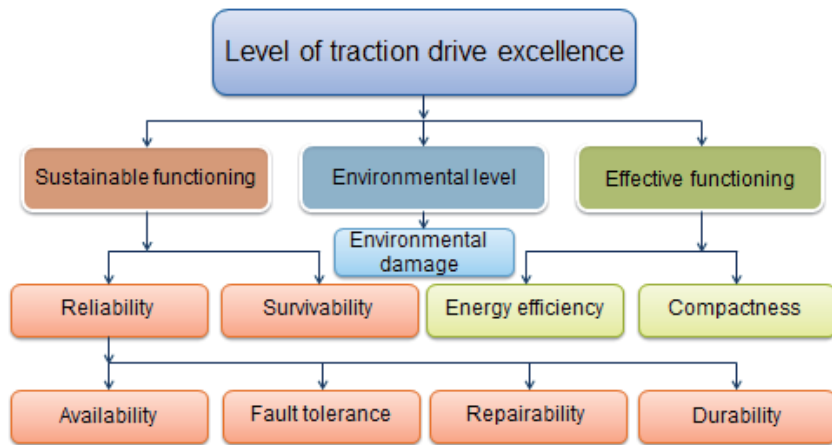 Level of traction drive excellence
Sustainable functioning
Environmental level
Effective functioning
Environmental
damage
Reliability
Survivability
Energy efficiency
Compactness
Availability
Fault tolerance
Repairability
Durability